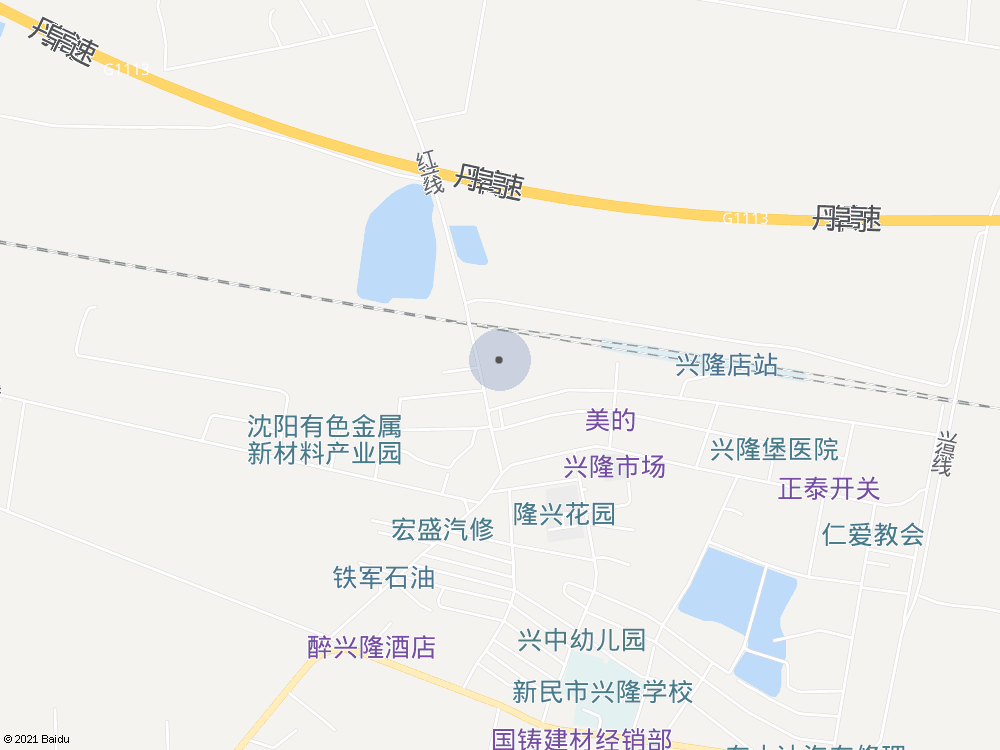 丹阜高速
G1113
红三线
丹阜高速
G1113
丹阜高速
兴隆店站
美的
沈阳有色金属
新材料产业园
兴隆堡医院
兴温线
兴隆市场
正泰开关
隆兴花园
宏盛汽修
仁爱教会
铁军石油
兴中幼儿园
醉兴隆酒店
新民市兴隆学校
国铸建材经销部
© 2021 Baidu